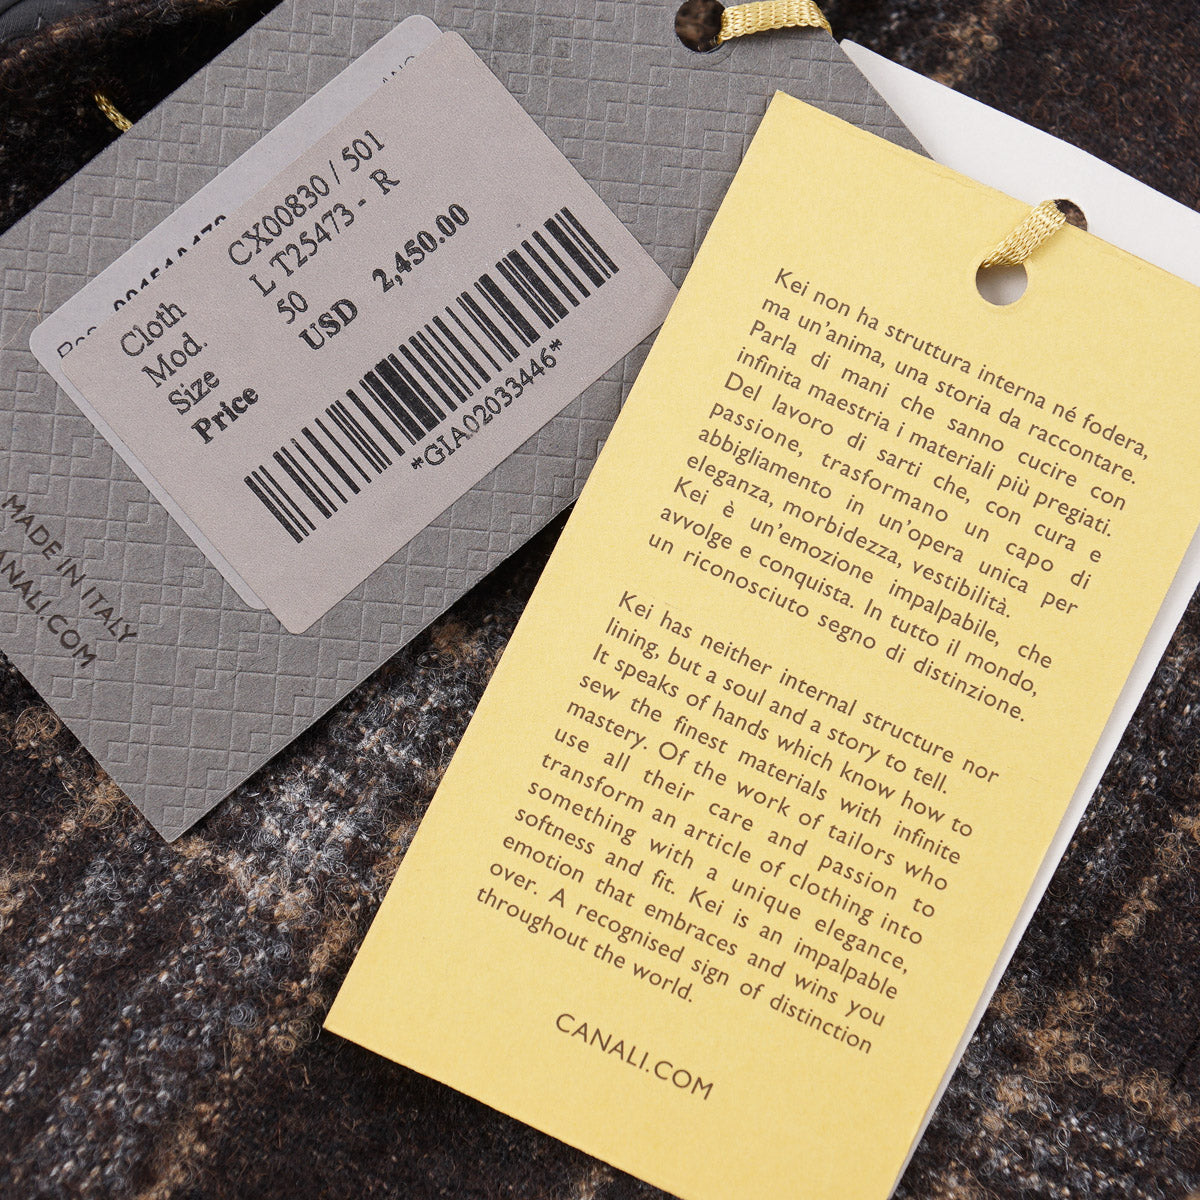 Cloth CX00830 / 501
Mod. L T25473 - R
Size 50
Price USD 2,450.00
*GIA02033446*
MADE IN ITALY
ANALI.COM
Kei non ha struttura interna né fodera,
ma un'anima, una storia da raccontare.
Parla di mani che sanno cucire con
infinita maestria i materiali più pregiati.
Del lavoro di sarti che, con cura e
passione, trasformano un capo di
abbigliamento in un'opera unica per
eleganza, morbidezza, vestibilità.
Kei è un'emozione impalpabile, che
avvolge e conquista. In tutto il mondo,
un riconosciuto segno di distinzione.
Kei has neither internal structure nor
lining, but a soul and a story to tell.
It speaks of hands which know how to
sew the finest materials with infinite
mastery. Of the work of tailors who
use all their care and passion to
transform an article of clothing into
something with a unique elegance,
softness and fit. Kei is an impalpable
emotion that embraces and wins you
over. A recognised sign of distinction
throughout the world.
CANALI.COM